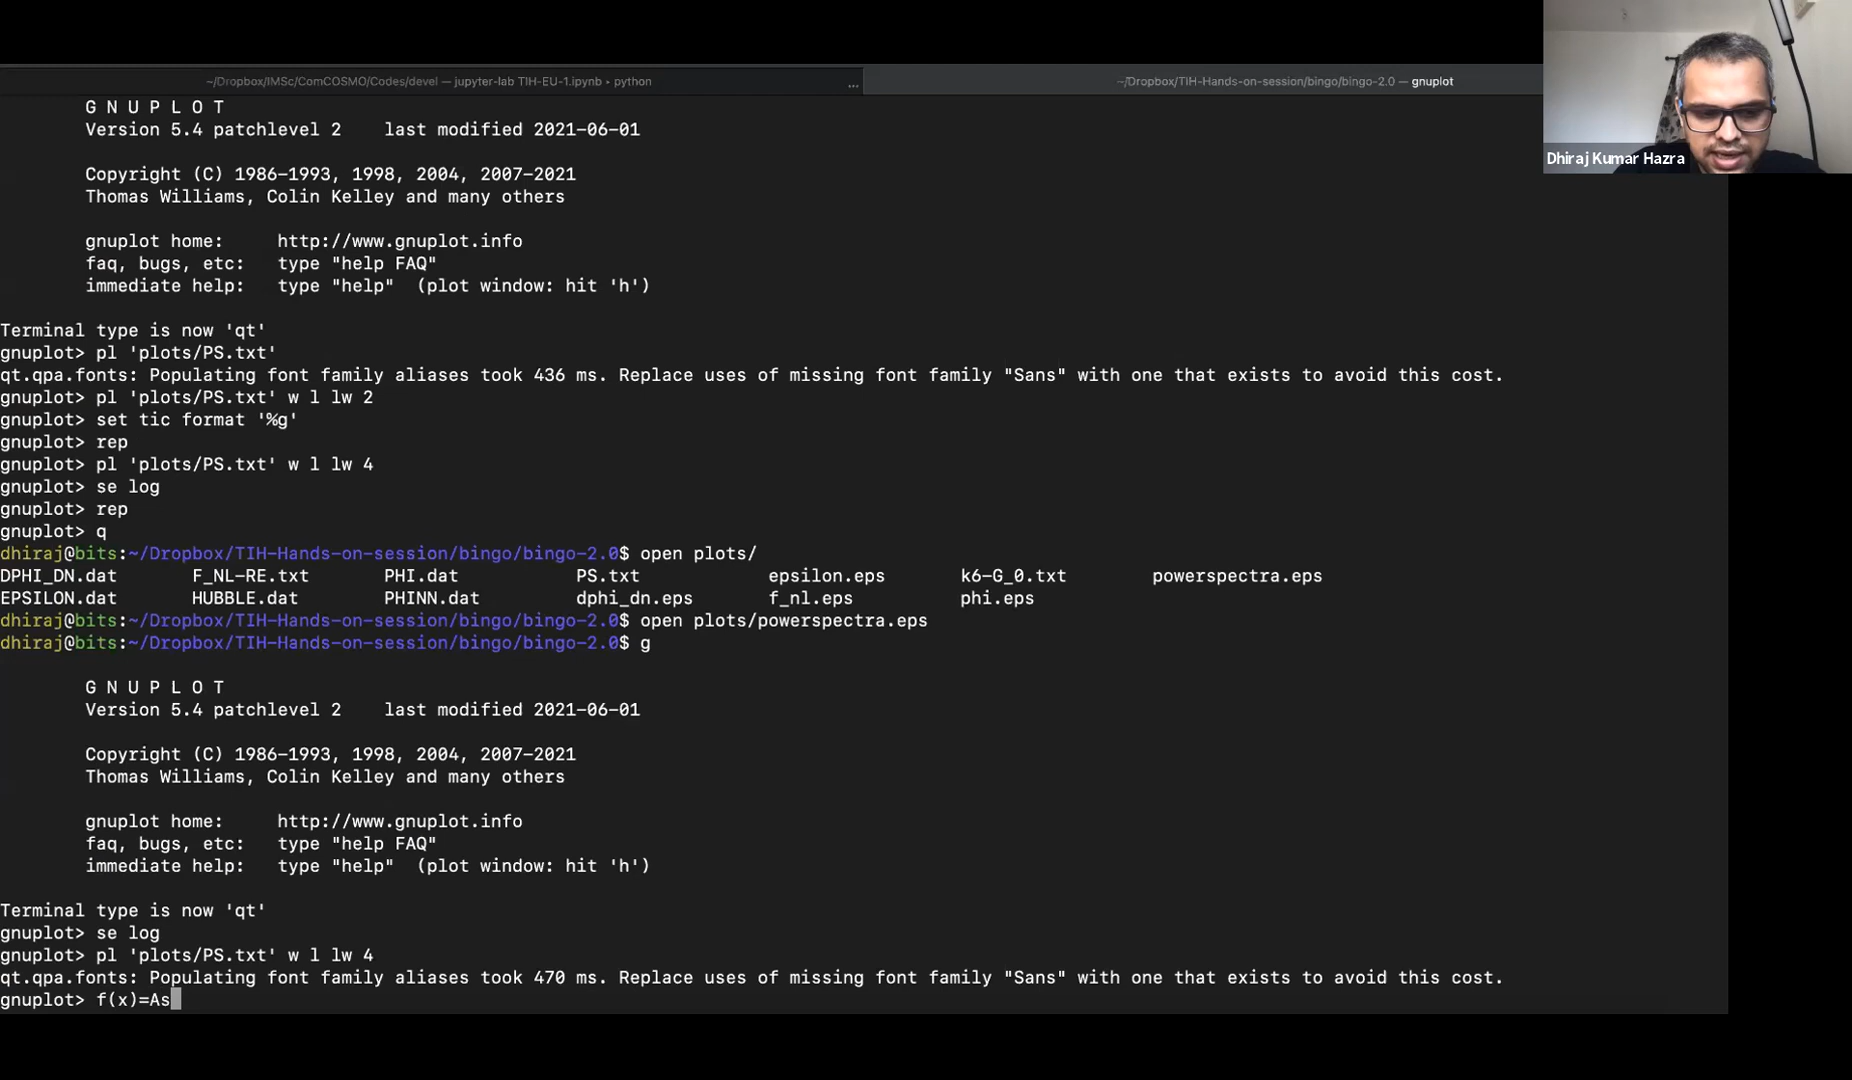 ~/Dropbox/IMSc/ComCOSMO/Codes/devel — jupyter-lab TIH-EU-1.ipynb ▸ python
...
~/Dropbox/TiH-Hands-on-session/bingo/bingo-2.0 — gnuplot
Dhiraj Kumar Hazra
G N U P L O T
Version 5.4 patchlevel 2    last modified 2021-06-01
Copyright (C) 1986-1993, 1998, 2004, 2007-2021
Thomas Williams, Colin Kelley and many others
gnuplot home:     http://www.gnuplot.info
faq, bugs, etc:   type "help FAQ"
immediate help:   type "help"  (plot window: hit 'h')
Terminal type is now 'qt'
gnuplot> pl 'plots/PS.txt'
qt.qpa.fonts: Populating font family aliases took 436 ms. Replace uses of missing font family "Sans" with one that exists to avoid this cost.
gnuplot> pl 'plots/PS.txt' w l lw 2
gnuplot> set tic format '%g'
gnuplot> rep
gnuplot> pl 'plots/PS.txt' w l lw 4
gnuplot> se log
gnuplot> rep
gnuplot> q
dhiraj@bits:~/Dropbox/TIH-Hands-on-session/bingo/bingo-2.0$ open plots/
DPHI_DN.dat       F_NL-RE.txt       PHI.dat           PS.txt            epsilon.eps       k6-G_0.txt        powerspectra.eps
EPSILON.dat       HUBBLE.dat        PHINN.dat         dphi_dn.eps       f_nl.eps          phi.eps
dhiraj@bits:~/Dropbox/TIH-Hands-on-session/bingo/bingo-2.0$ open plots/powerspectra.eps
dhiraj@bits:~/Dropbox/TIH-Hands-on-session/bingo/bingo-2.0$ g
G N U P L O T
Version 5.4 patchlevel 2    last modified 2021-06-01
Copyright (C) 1986-1993, 1998, 2004, 2007-2021
Thomas Williams, Colin Kelley and many others
gnuplot home:     http://www.gnuplot.info
faq, bugs, etc:   type "help FAQ"
immediate help:   type "help"  (plot window: hit 'h')
Terminal type is now 'qt'
gnuplot> se log
gnuplot> pl 'plots/PS.txt' w l lw 4
qt.qpa.fonts: Populating font family aliases took 470 ms. Replace uses of missing font family "Sans" with one that exists to avoid this cost.
gnuplot> f(x)=As